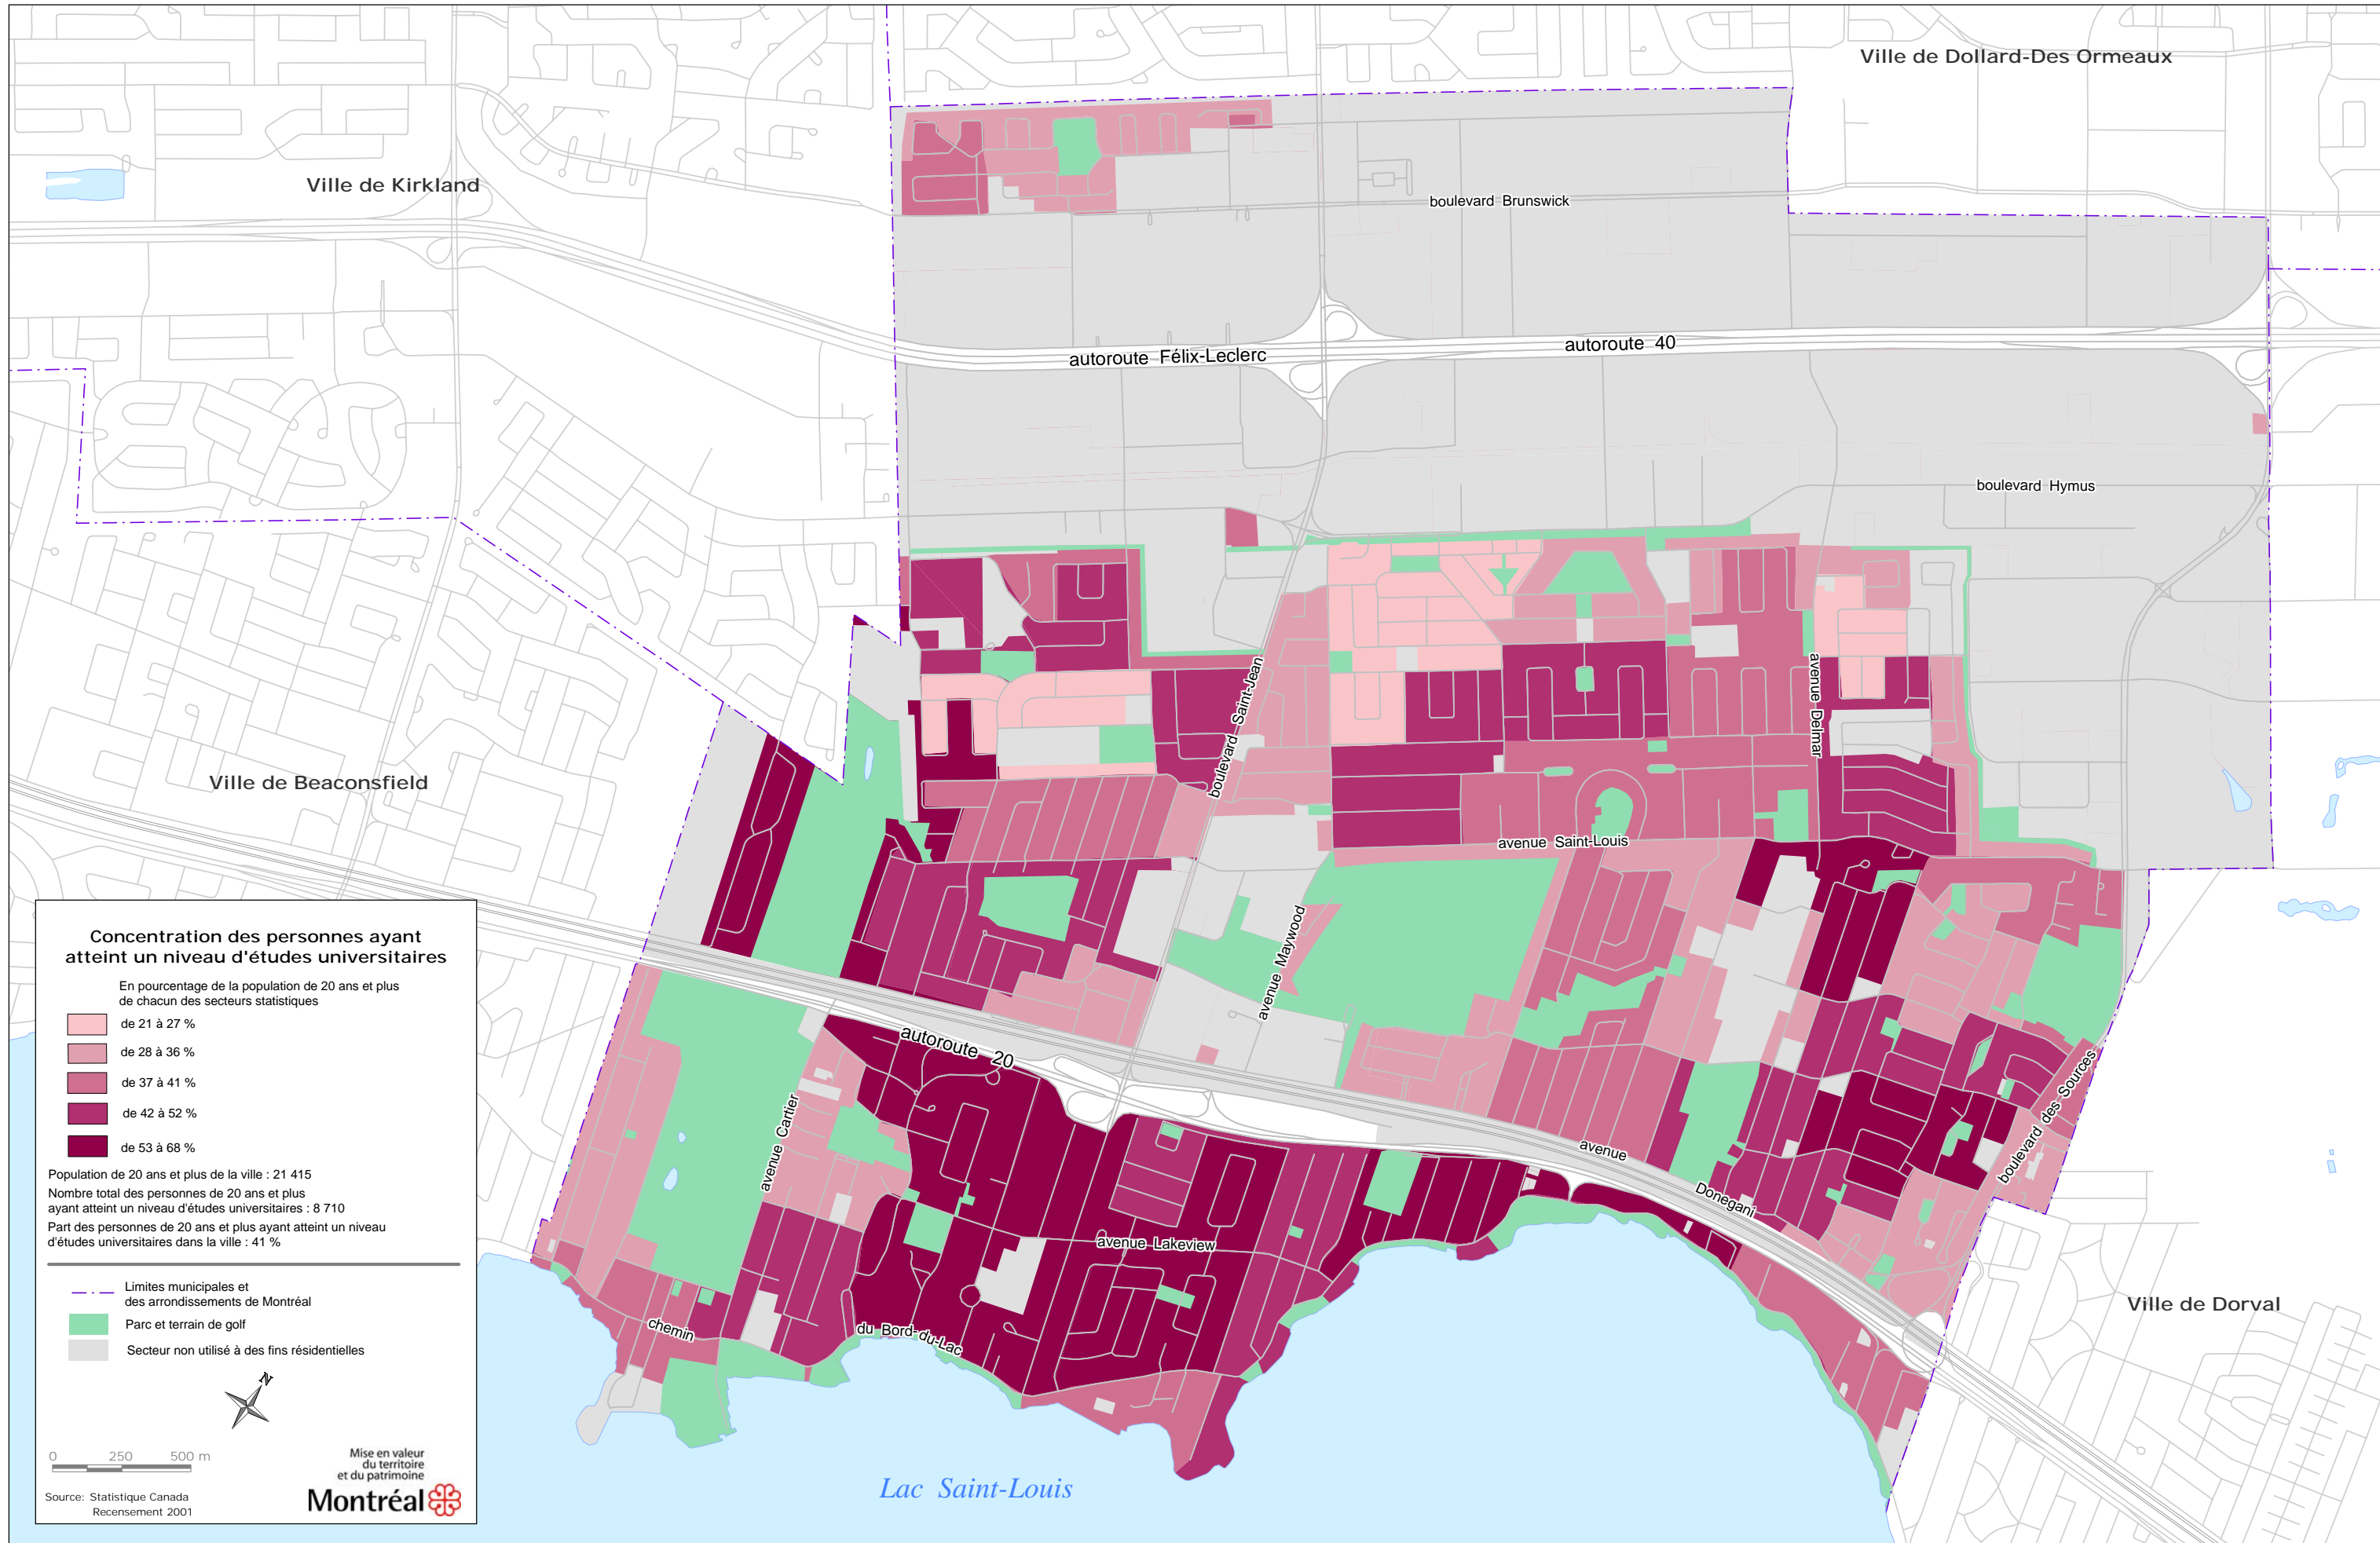 Ville de Dollard-Des Ormeaux
Ville de Kirkland
boulevard Brunswick
autoroute Félix-Leclerc
autoroute 40
boulevard Hymus
boulevard Saint-Jean
avenue Delmar
Ville de Beaconsfield
avenue Saint-Louis
avenue Maywood
autoroute 20
avenue Cartier
boulevard des Sources
avenue
Donegani
avenue Lakeview
chemin
du Bord-du-Lac
Ville de Dorval
Lac Saint-Louis
Concentration des personnes ayant
atteint un niveau d'études universitaires
En pourcentage de la population de 20 ans et plus
de chacun des secteurs statistiques
de 21 à 27 %
de 28 à 36 %
de 37 à 41 %
de 42 à 52 %
de 53 à 68 %
Population de 20 ans et plus de la ville : 21 415
Nombre total des personnes de 20 ans et plus
ayant atteint un niveau d'études universitaires : 8 710
Part des personnes de 20 ans et plus ayant atteint un niveau
d'études universitaires dans la ville : 41 %
Limites municipales et
des arrondissements de Montréal
Parc et terrain de golf
Secteur non utilisé à des fins résidentielles
N
0 250 500 m
Mise en valeur
du territoire
et du patrimoine
Montréal
Source: Statistique Canada
Recensement 2001